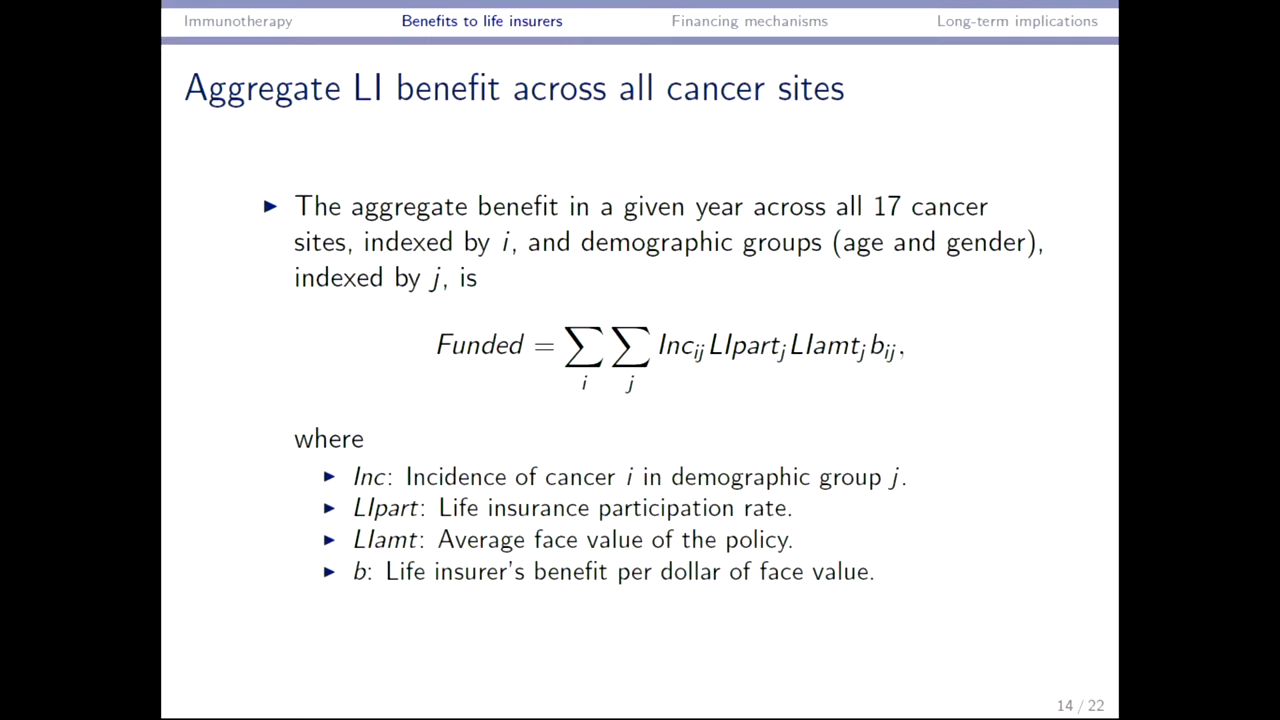 Immunotherapy Benefits to life insurers Financing mechanisms Long-term implications
Aggregate LI benefit across all cancer sites
▶ The aggregate benefit in a given year across all 17 cancer
sites, indexed by i, and demographic groups (age and gender),
indexed by j, is
Funded = ∑_i ∑_j Inc_ij LIpart_j LIamt_j b_ij,
where
▶ Inc: Incidence of cancer i in demographic group j.
▶ LIpart: Life insurance participation rate.
▶ LIamt: Average face value of the policy.
▶ b: Life insurer's benefit per dollar of face value.
14 / 22